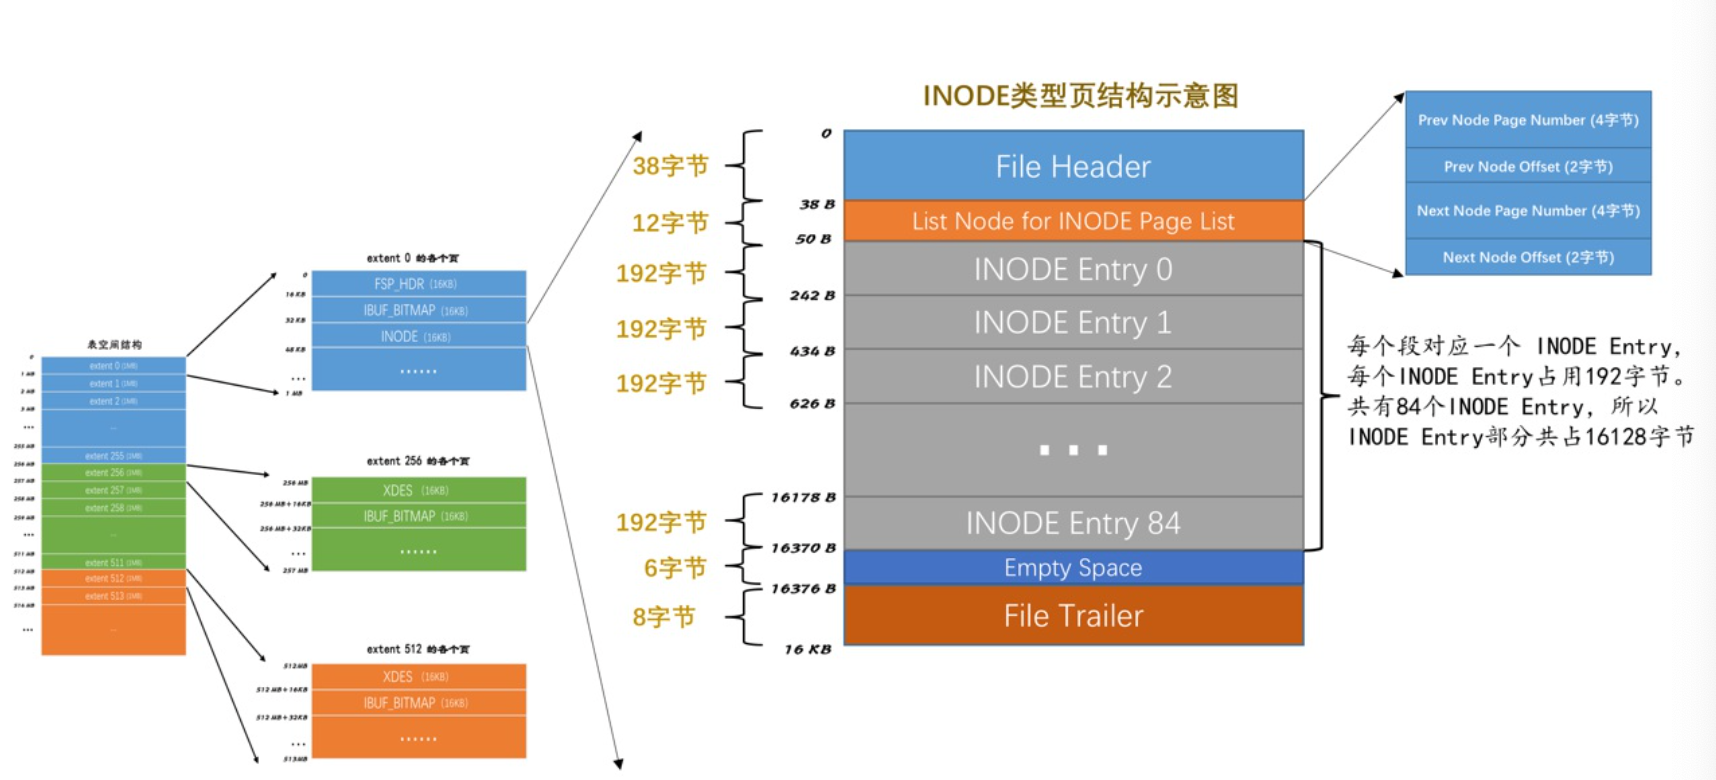 表空间结构
0
extent 0 (1MB)
1 MB
extent 1 (1MB)
2 MB
extent 2 (1MB)
3 MB
...
...
255 MB
extent 255 (1MB)
256 MB
extent 256 (1MB)
257 MB
extent 257 (1MB)
258 MB
extent 258 (1MB)
259 MB
...
...
511 MB
extent 511 (1MB)
512 MB
extent 512 (1MB)
513 MB
extent 513 (1MB)
514 MB
...
...
extent 0 的各个页
0
FSP_HDR (16KB)
16 KB
IBUF_BITMAP (16KB)
32 KB
INODE (16KB)
48 KB
......
...
1 MB
extent 256 的各个页
256 MB
XDES (16KB)
256 MB+16KB
IBUF_BITMAP (16KB)
256 MB+32KB
......
...
257 MB
extent 512 的各个页
512MB
XDES (16KB)
512 MB+16KB
IBUF_BITMAP (16KB)
512 MB+32KB
......
...
513MB
INODE类型页结构示意图
0
38字节
File Header
38 B
12字节
List Node for INODE Page List
50 B
192字节
INODE Entry 0
242 B
192字节
INODE Entry 1
434 B
192字节
INODE Entry 2
626 B
...
16178 B
192字节
INODE Entry 84
16370 B
6字节
Empty Space
16376 B
8字节
File Trailer
16 KB
Prev Node Page Number (4字节)
Prev Node Offset (2字节)
Next Node Page Number (4字节)
Next Node Offset (2字节)
每个段对应一个 INODE Entry,
每个INODE Entry占用192字节。
共有84个INODE Entry, 所以
INODE Entry部分共占16128字节